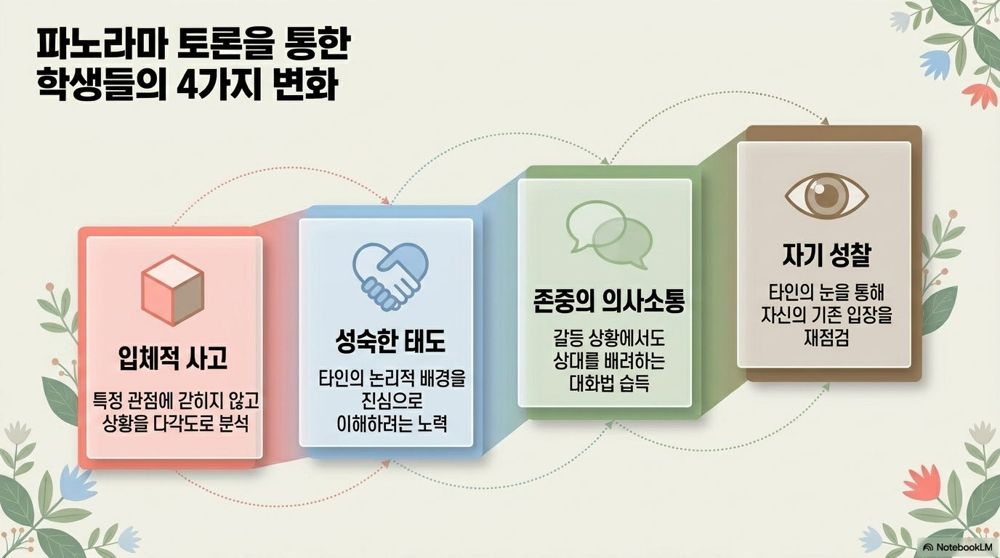 파노라마 토론을 통한
학생들의 4가지 변화
입체적 사고
특정 관점에 갇히지 않고
상황을 다각도로 분석
성숙한 태도
타인의 논리적 배경을
진심으로
이해하려는 노력
존중의 의사소통
갈등 상황에서도
상대를 배려하는
대화법 습득
자기 성찰
타인의 눈을 통해
자신의 기존 입장을
재점검
NotebookLM